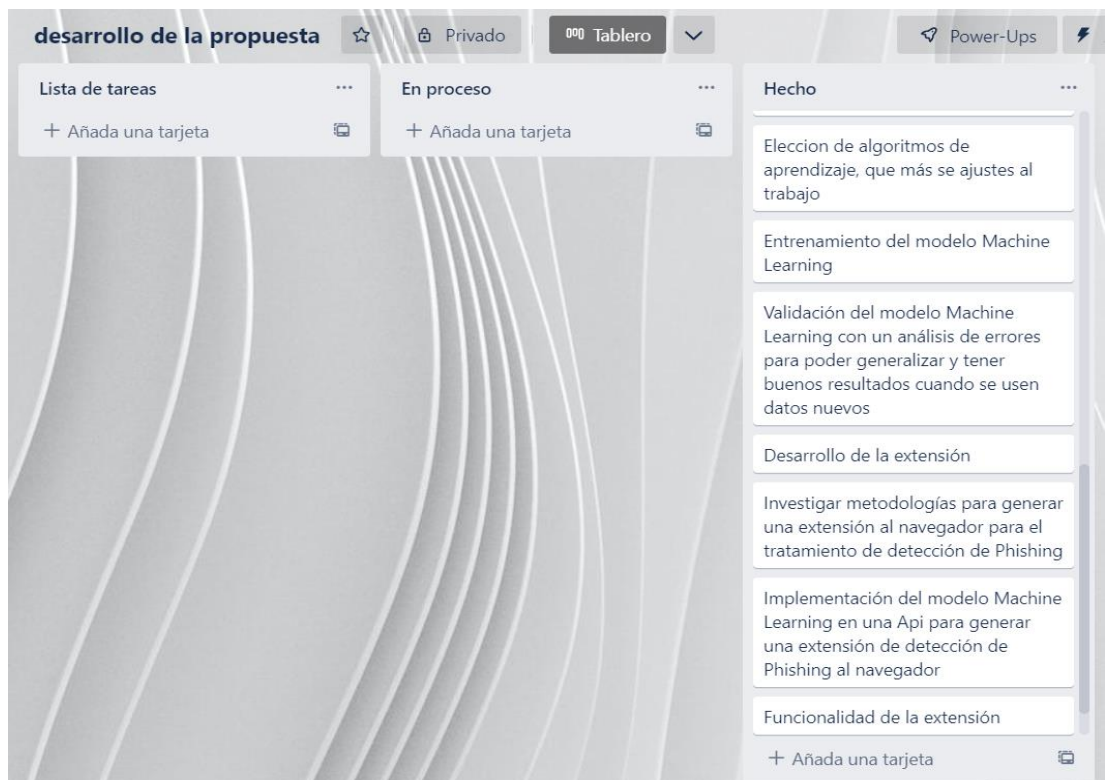 desarrollo de la propuesta
Privado
Tablero
Power-Ups
Lista de tareas
Añada una tarjeta
En proceso
Añada una tarjeta
Hecho
Eleccion de algoritmos de
aprendizaje, que más se ajustes al
trabajo
Entrenamiento del modelo Machine
Learning
Validación del modelo Machine
Learning con un análisis de errores
para poder generalizar y tener
buenos resultados cuando se usen
datos nuevos
Desarrollo de la extensión
Investigar metodologías para generar
una extensión al navegador para el
tratamiento de detección de Phishing
Implementación del modelo Machine
Learning en una Api para generar
una extensión de detección de
Phishing al navegador
Funcionalidad de la extensión
Añada una tarjeta